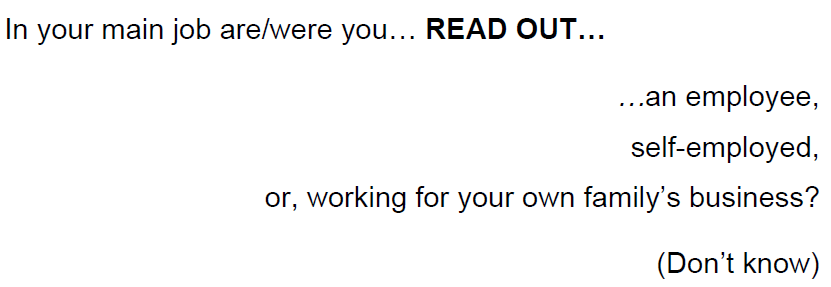 In your main job are/were you… READ OUT…
…an employee,
self-employed,
or, working for your own family’s business?
(Don’t know)